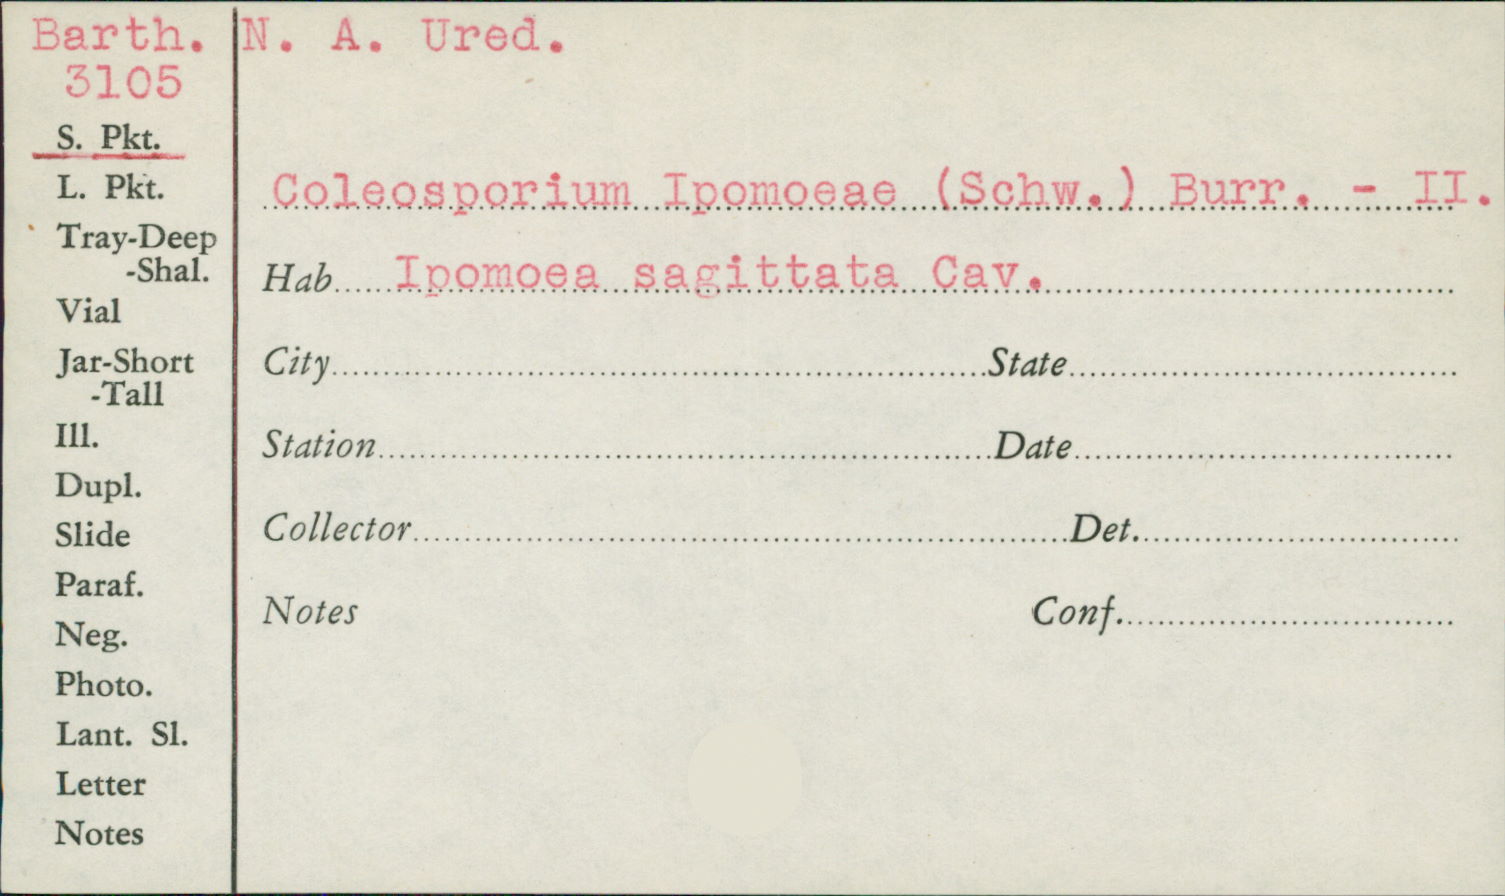 Barth. N. A. Ured.
3105
S. Pkt.
L. Pkt.
Tray-Deep
-Shal.
Vial
Jar-Short
-Tall
Ill.
Dupl.
Slide
Paraf.
Neg.
Photo.
Lant. Sl.
Letter
Notes
Coleosporium Ipomoeae (Schw.) Burr. - II.
Hab. Ipomoea sagittata Cav.
City State
Station Date
Collector Det.
Notes Conf.